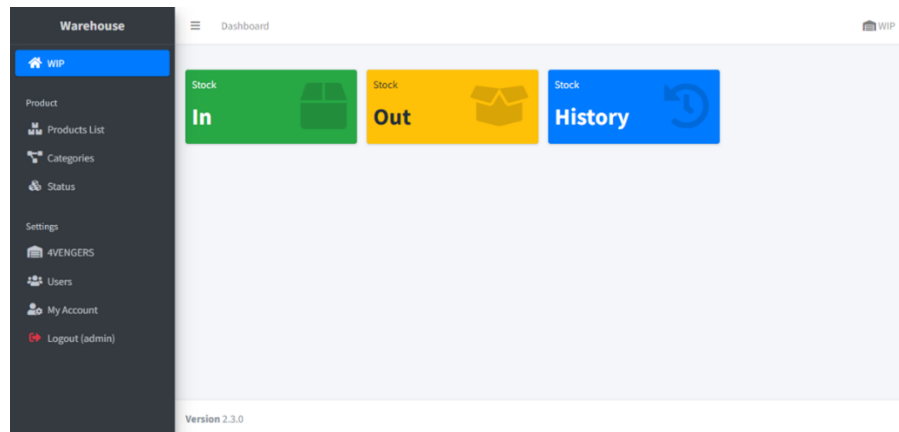 Warehouse
Dashboard
WIP
WIP
Product
Products List
Categories
Status
Settings
4VENGERS
Users
My Account
Logout (admin)
Stock
In
Stock
Out
Stock
History
Version 2.3.0